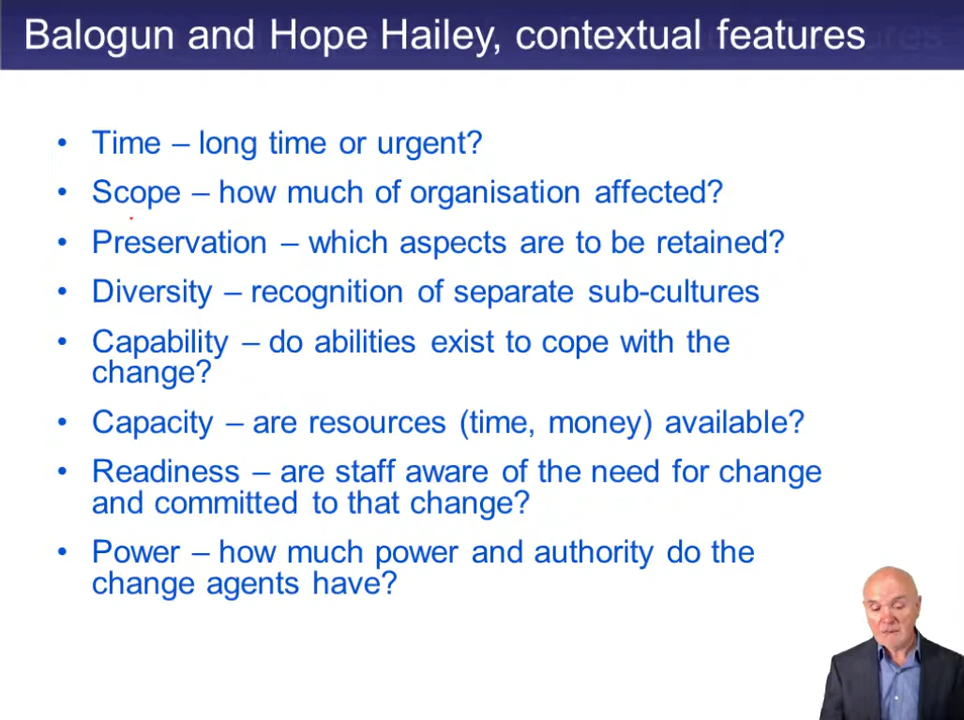 Balogun and Hope Hailey, contextual features
• Time – long time or urgent?
• Scope – how much of organisation affected?
• Preservation – which aspects are to be retained?
• Diversity – recognition of separate sub-cultures
• Capability – do abilities exist to cope with the
change?
• Capacity – are resources (time, money) available?
• Readiness – are staff aware of the need for change
and committed to that change?
• Power – how much power and authority do the
change agents have?